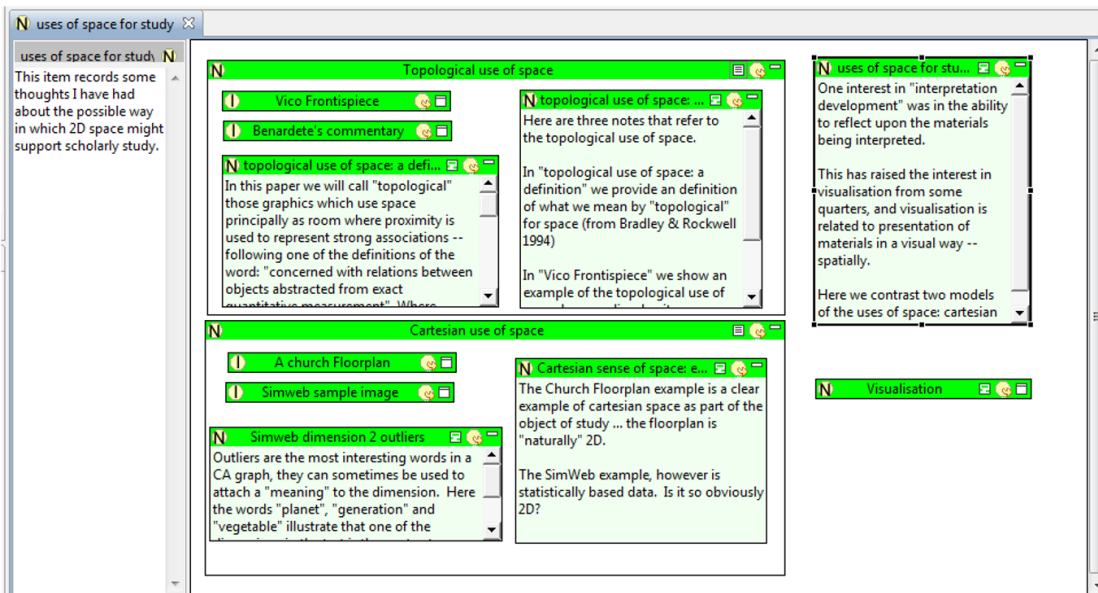 N uses of space for study
uses of space for study N
This item records some
thoughts I have had
about the possible way
in which 2D space might
support scholarly study.
N Topological use of space
I Vico Frontispiece
I Benardete's commentary
N topological use of space: a defi...
In this paper we will call "topological"
those graphics which use space
principally as room where proximity is
used to represent strong associations --
following one of the definitions of the
word: "concerned with relations between
objects abstracted from exact
quantitative measurement". Where
N topological use of space: ...
Here are three notes that refer to
the topological use of space.
In "topological use of space: a
definition" we provide an definition
of what we mean by "topological"
for space (from Bradley & Rockwell
1994)
In "Vico Frontispiece" we show an
example of the topological use of
N Cartesian use of space
I A church Floorplan
I Simweb sample image
N Simweb dimension 2 outliers
Outliers are the most interesting words in a
CA graph, they can sometimes be used to
attach a "meaning" to the dimension. Here
the words "planet", "generation" and
"vegetable" illustrate that one of the
N Cartesian sense of space: e...
The Church Floorplan example is a clear
example of cartesian space as part of the
object of study ... the floorplan is
"naturally" 2D.
The SimWeb example, however is
statistically based data. Is it so obviously
2D?
N uses of space for stu...
One interest in "interpretation
development" was in the ability
to reflect upon the materials
being interpreted.
This has raised the interest in
visualisation from some
quarters, and visualisation is
related to presentation of
materials in a visual way --
spatially.
Here we contrast two models
of the uses of space: cartesian
N Visualisation